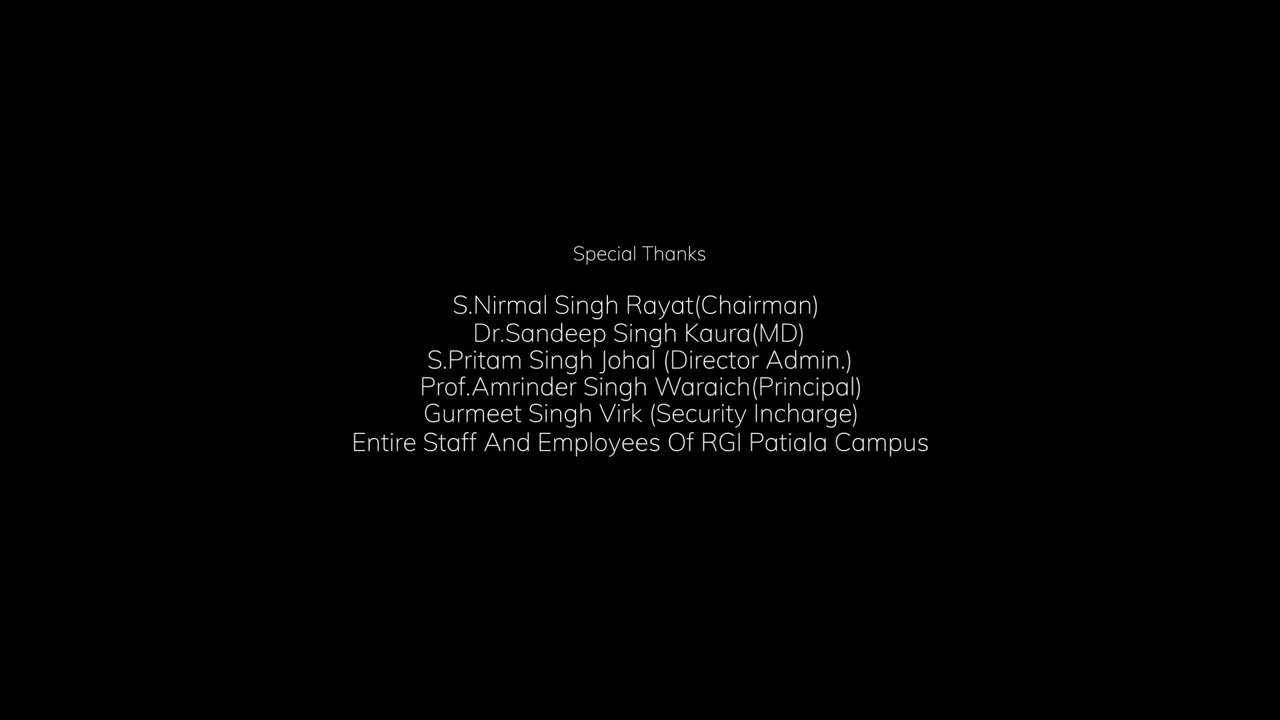 Special Thanks
S.Nirmal Singh Rayat(Chairman)
Dr.Sandeep Singh Kaura(MD)
S.Pritam Singh Johal (Director Admin.)
Prof.Amrinder Singh Waraich(Principal)
Gurmeet Singh Virk (Security Incharge)
Entire Staff And Employees Of RGI Patiala Campus